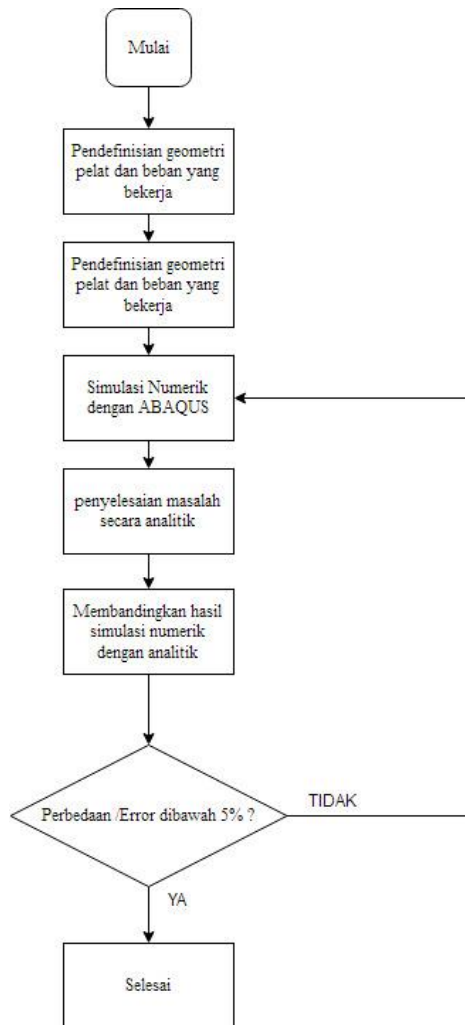 Mulai
Pendefinisian geometri
pelat dan beban yang
bekerja
Pendefinisian geometri
pelat dan beban yang
bekerja
Simulasi Numerik
dengan ABAQUS
penyelesaian masalah
secara analitik
Membandingkan hasil
simulasi numerik
dengan analitik
Perbedaan /Error dibawah 5% ?
TIDAK
YA
Selesai